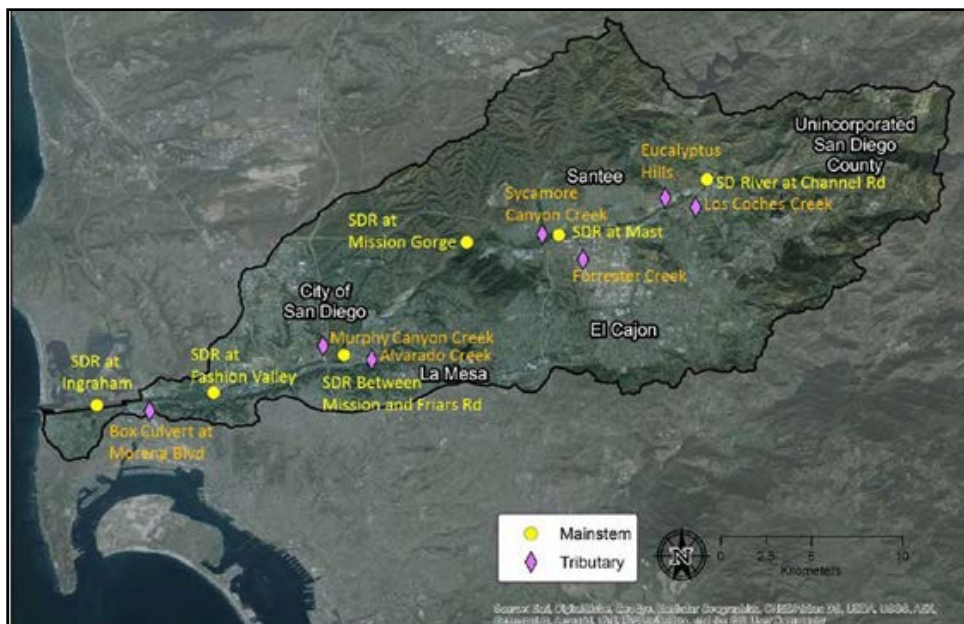 Unincorporated
San Diego
County
Eucalyptus
Hills
Santee
SD River at Channel Rd
Los Coches Creek
Sycamore
Canyon Creek
SDR at Mast
SDR at
Mission Gorge
Forrester Creek
City of
San Diego
El Cajon
Murphy Canyon Creek
Alvarado Creek
La Mesa
SDR at
Fashion Valley
SDR at
Ingraham
SDR Between
Mission and Friars Rd
Box Culvert at
Morena Blvd
Mainstem
Tributary
N
0 2.5 5 10
Kilometers